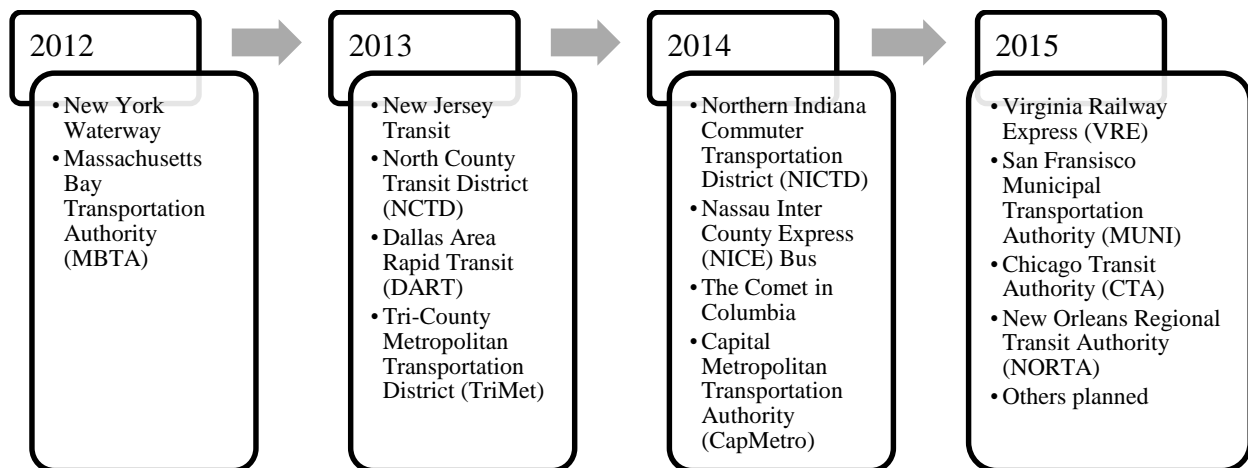 2012
• New York
Waterway
• Massachusetts
Bay
Transportation
Authority
(MBTA)
2013
• New Jersey
Transit
• North County
Transit District
(NCTD)
• Dallas Area
Rapid Transit
(DART)
• Tri-County
Metropolitan
Transportation
District (TriMet)
2014
• Northern Indiana
Commuter
Transportation
District (NICTD)
• Nassau Inter
County Express
(NICE) Bus
• The Comet in
Columbia
• Capital
Metropolitan
Transportation
Authority
(CapMetro)
2015
• Virginia Railway
Express (VRE)
• San Fransisco
Municipal
Transportation
Authority (MUNI)
• Chicago Transit
Authority (CTA)
• New Orleans Regional
Transit Authority
(NORTA)
• Others planned